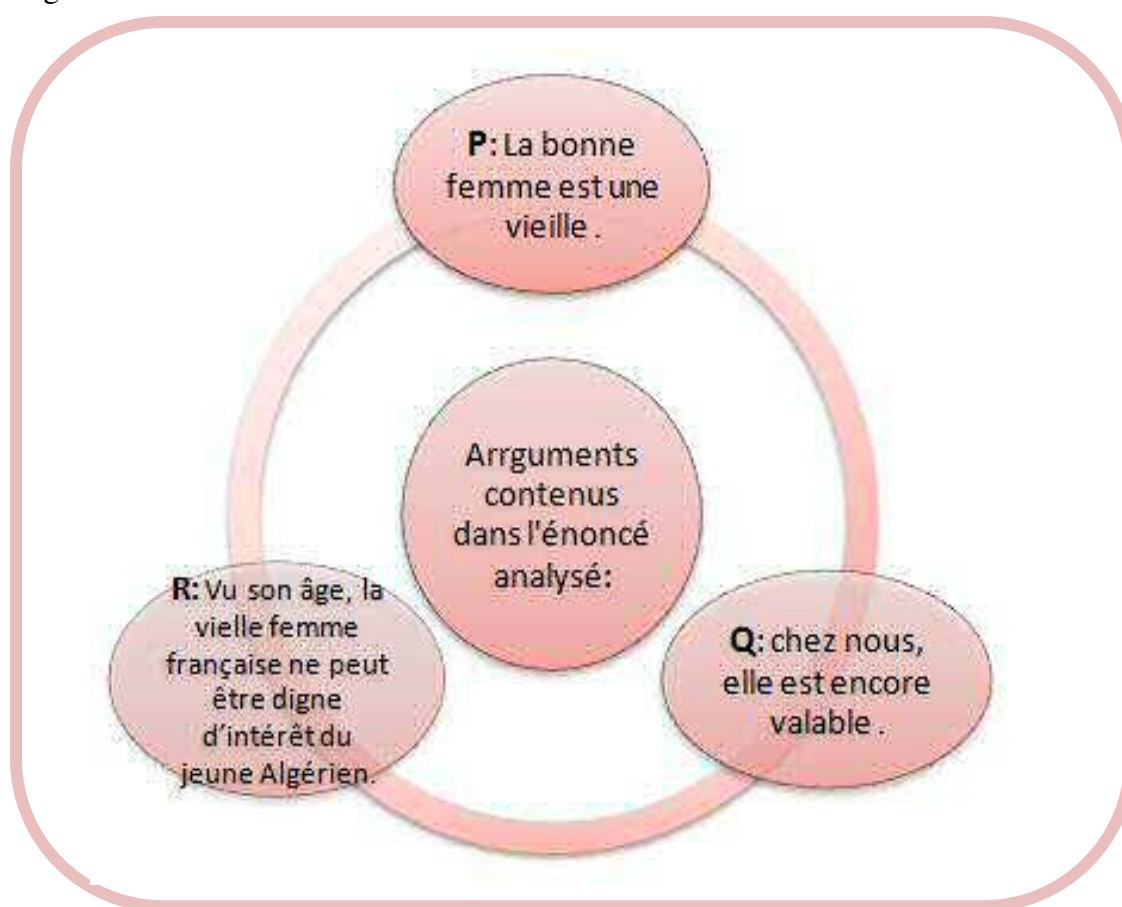 P: La bonne
femme est une
vieille .
Arrguments
contenus
dans l'énoncé
analysé:
R: Vu son âge, la
vielle femme
française ne peut
être digne
d'intérêt du
jeune Algérien.
Q: chez nous,
elle est encore
valable .